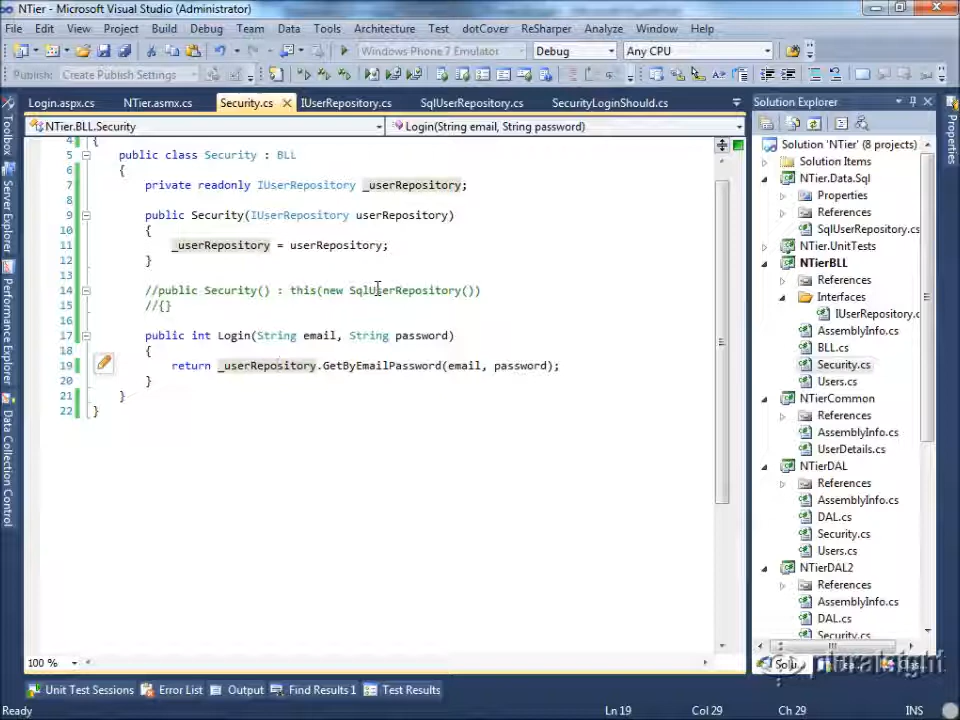 NTier - Microsoft Visual Studio (Administrator)
File Edit View Project Build Debug Team Data Tools Architecture Test dotCover ReSharper Analyze Window Help
Windows Phone 7 Emulator Debug Any CPU
Publish: Create Publish Settings
Login.aspx.cs NTier.asmx.cs Security.cs IUserRepository.cs SqlUserRepository.cs SecurityLoginShould.cs
NTier.BLL.Security Login(String email, String password)
4 {
5 public class Security : BLL
6 {
7 private readonly IUserRepository _userRepository;
8
9 public Security(IUserRepository userRepository)
10 {
11 _userRepository = userRepository;
12 }
13
14 //public Security() : this(new SqlUserRepository())
15 //{}
16
17 public int Login(String email, String password)
18 {
19 return _userRepository.GetByEmailPassword(email, password);
20 }
21 }
22 }
100 %
Toolbox
Server Explorer
Performance Explorer
Data Collection Control
Solution Explorer
Solution 'NTier' (8 projects)
Solution Items
NTier.Data.Sql
Properties
References
SqlUserRepository.cs
NTier.UnitTests
NTierBLL
References
Interfaces
IUserRepository.c
AssemblyInfo.cs
BLL.cs
Security.cs
Users.cs
NTierCommon
References
AssemblyInfo.cs
UserDetails.cs
NTierDAL
References
AssemblyInfo.cs
DAL.cs
Security.cs
Users.cs
NTierDAL2
References
AssemblyInfo.cs
DAL.cs
Security.cs
Properties
pluralsight
Unit Test Sessions Error List Output Find Results 1 Test Results
Ready Ln 19 Col 29 Ch 29 INS